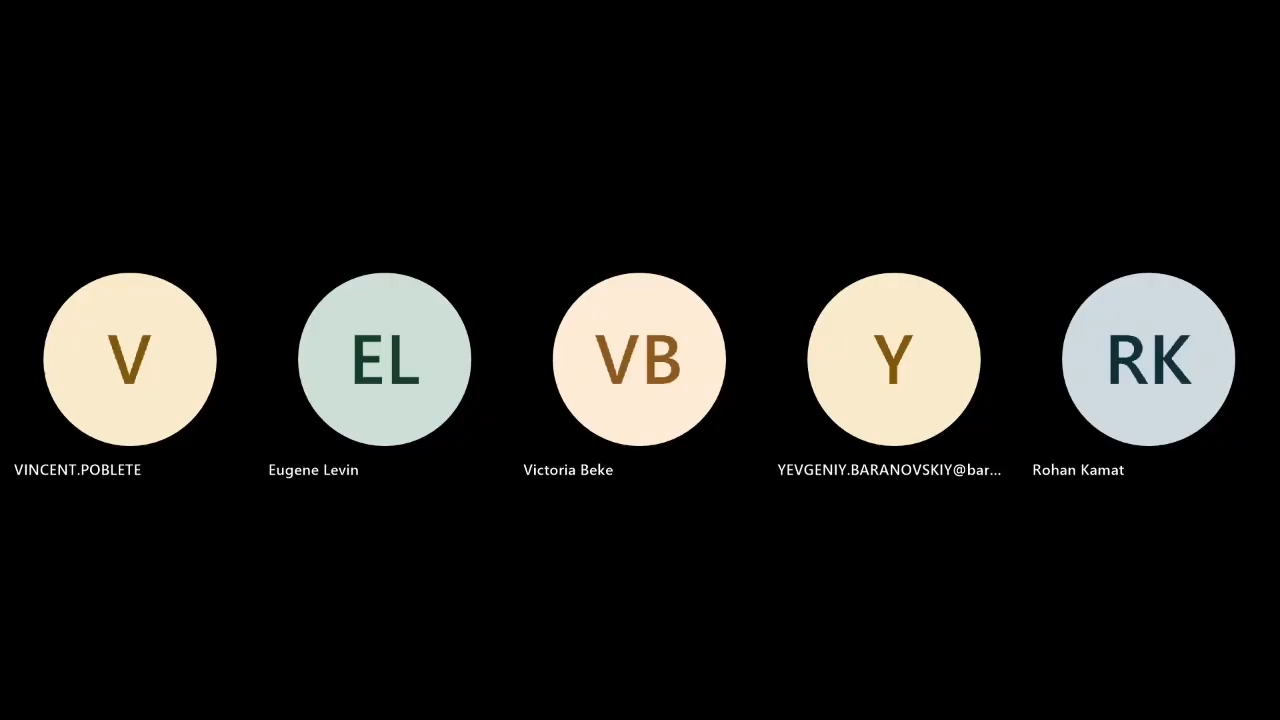 V
EL
VB
Y
RK
VINCENT.POBLETE
Eugene Levin
Victoria Beke
YEVGENIY.BARANOVSKIY@bar...
Rohan Kamat